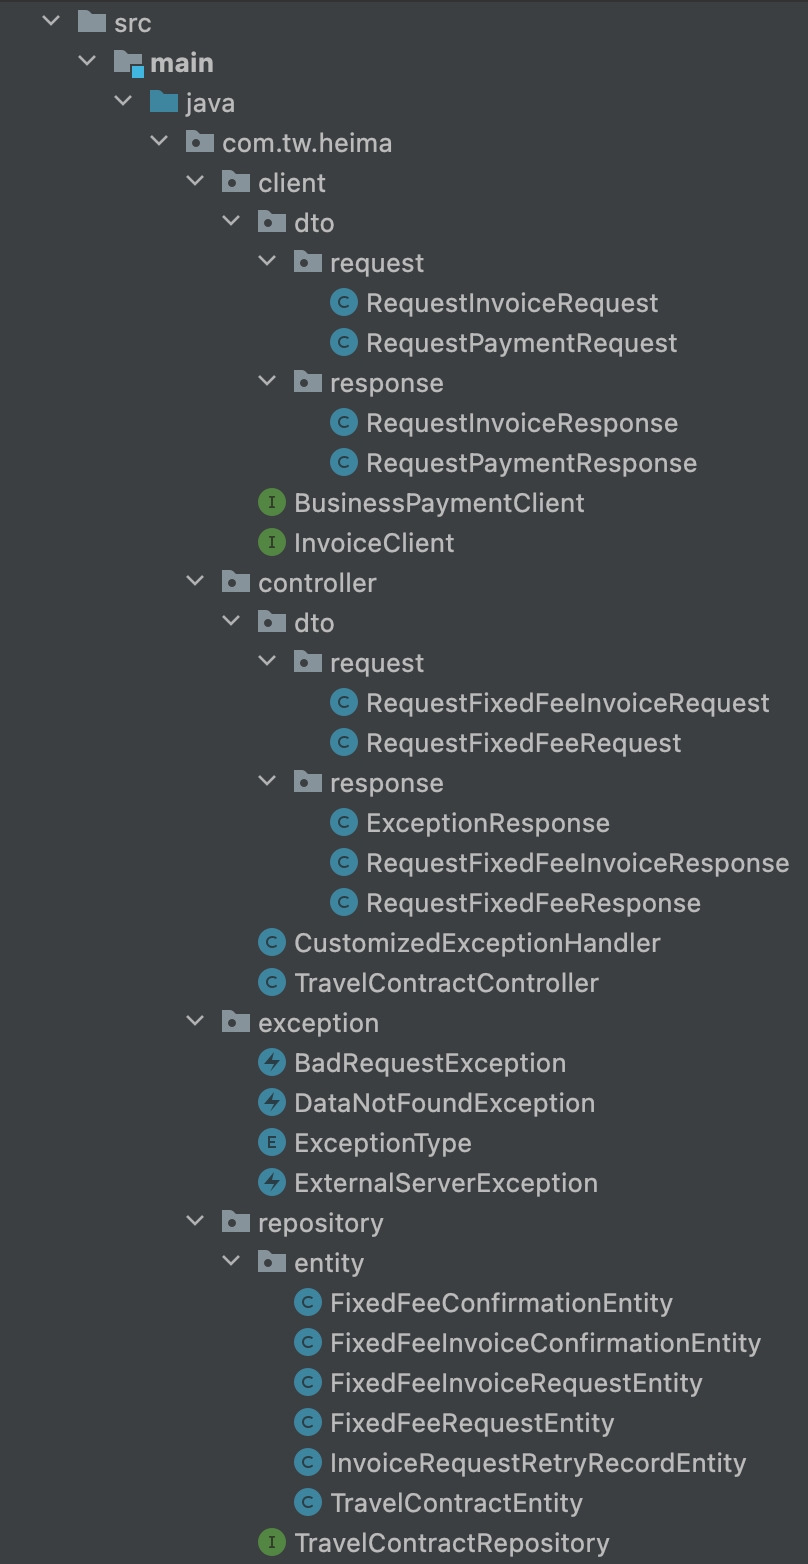 src
main
java
com.tw.heima
client
dto
request
RequestInvoiceRequest
RequestPaymentRequest
response
RequestInvoiceResponse
RequestPaymentResponse
BusinessPaymentClient
InvoiceClient
controller
dto
request
RequestFixedFeeInvoiceRequest
RequestFixedFeeRequest
response
ExceptionResponse
RequestFixedFeeInvoiceResponse
RequestFixedFeeResponse
CustomizedExceptionHandler
TravelContractController
exception
BadRequestException
DataNotFoundException
ExceptionType
ExternalServerException
repository
entity
FixedFeeConfirmationEntity
FixedFeeInvoiceConfirmationEntity
FixedFeeInvoiceRequestEntity
FixedFeeRequestEntity
InvoiceRequestRetryRecordEntity
TravelContractEntity
TravelContractRepository